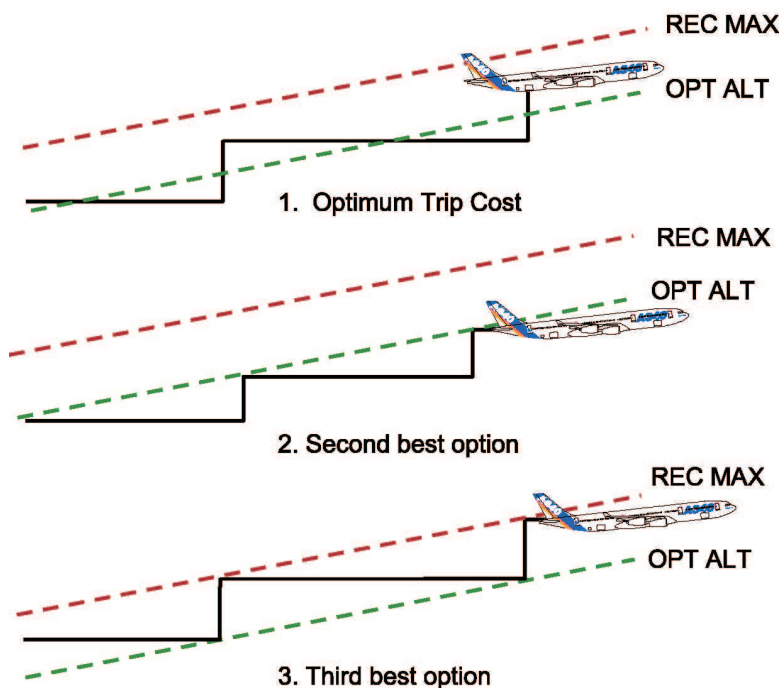 REC MAX
OPT ALT
1. Optimum Trip Cost
REC MAX
OPT ALT
2. Second best option
REC MAX
OPT ALT
3. Third best option